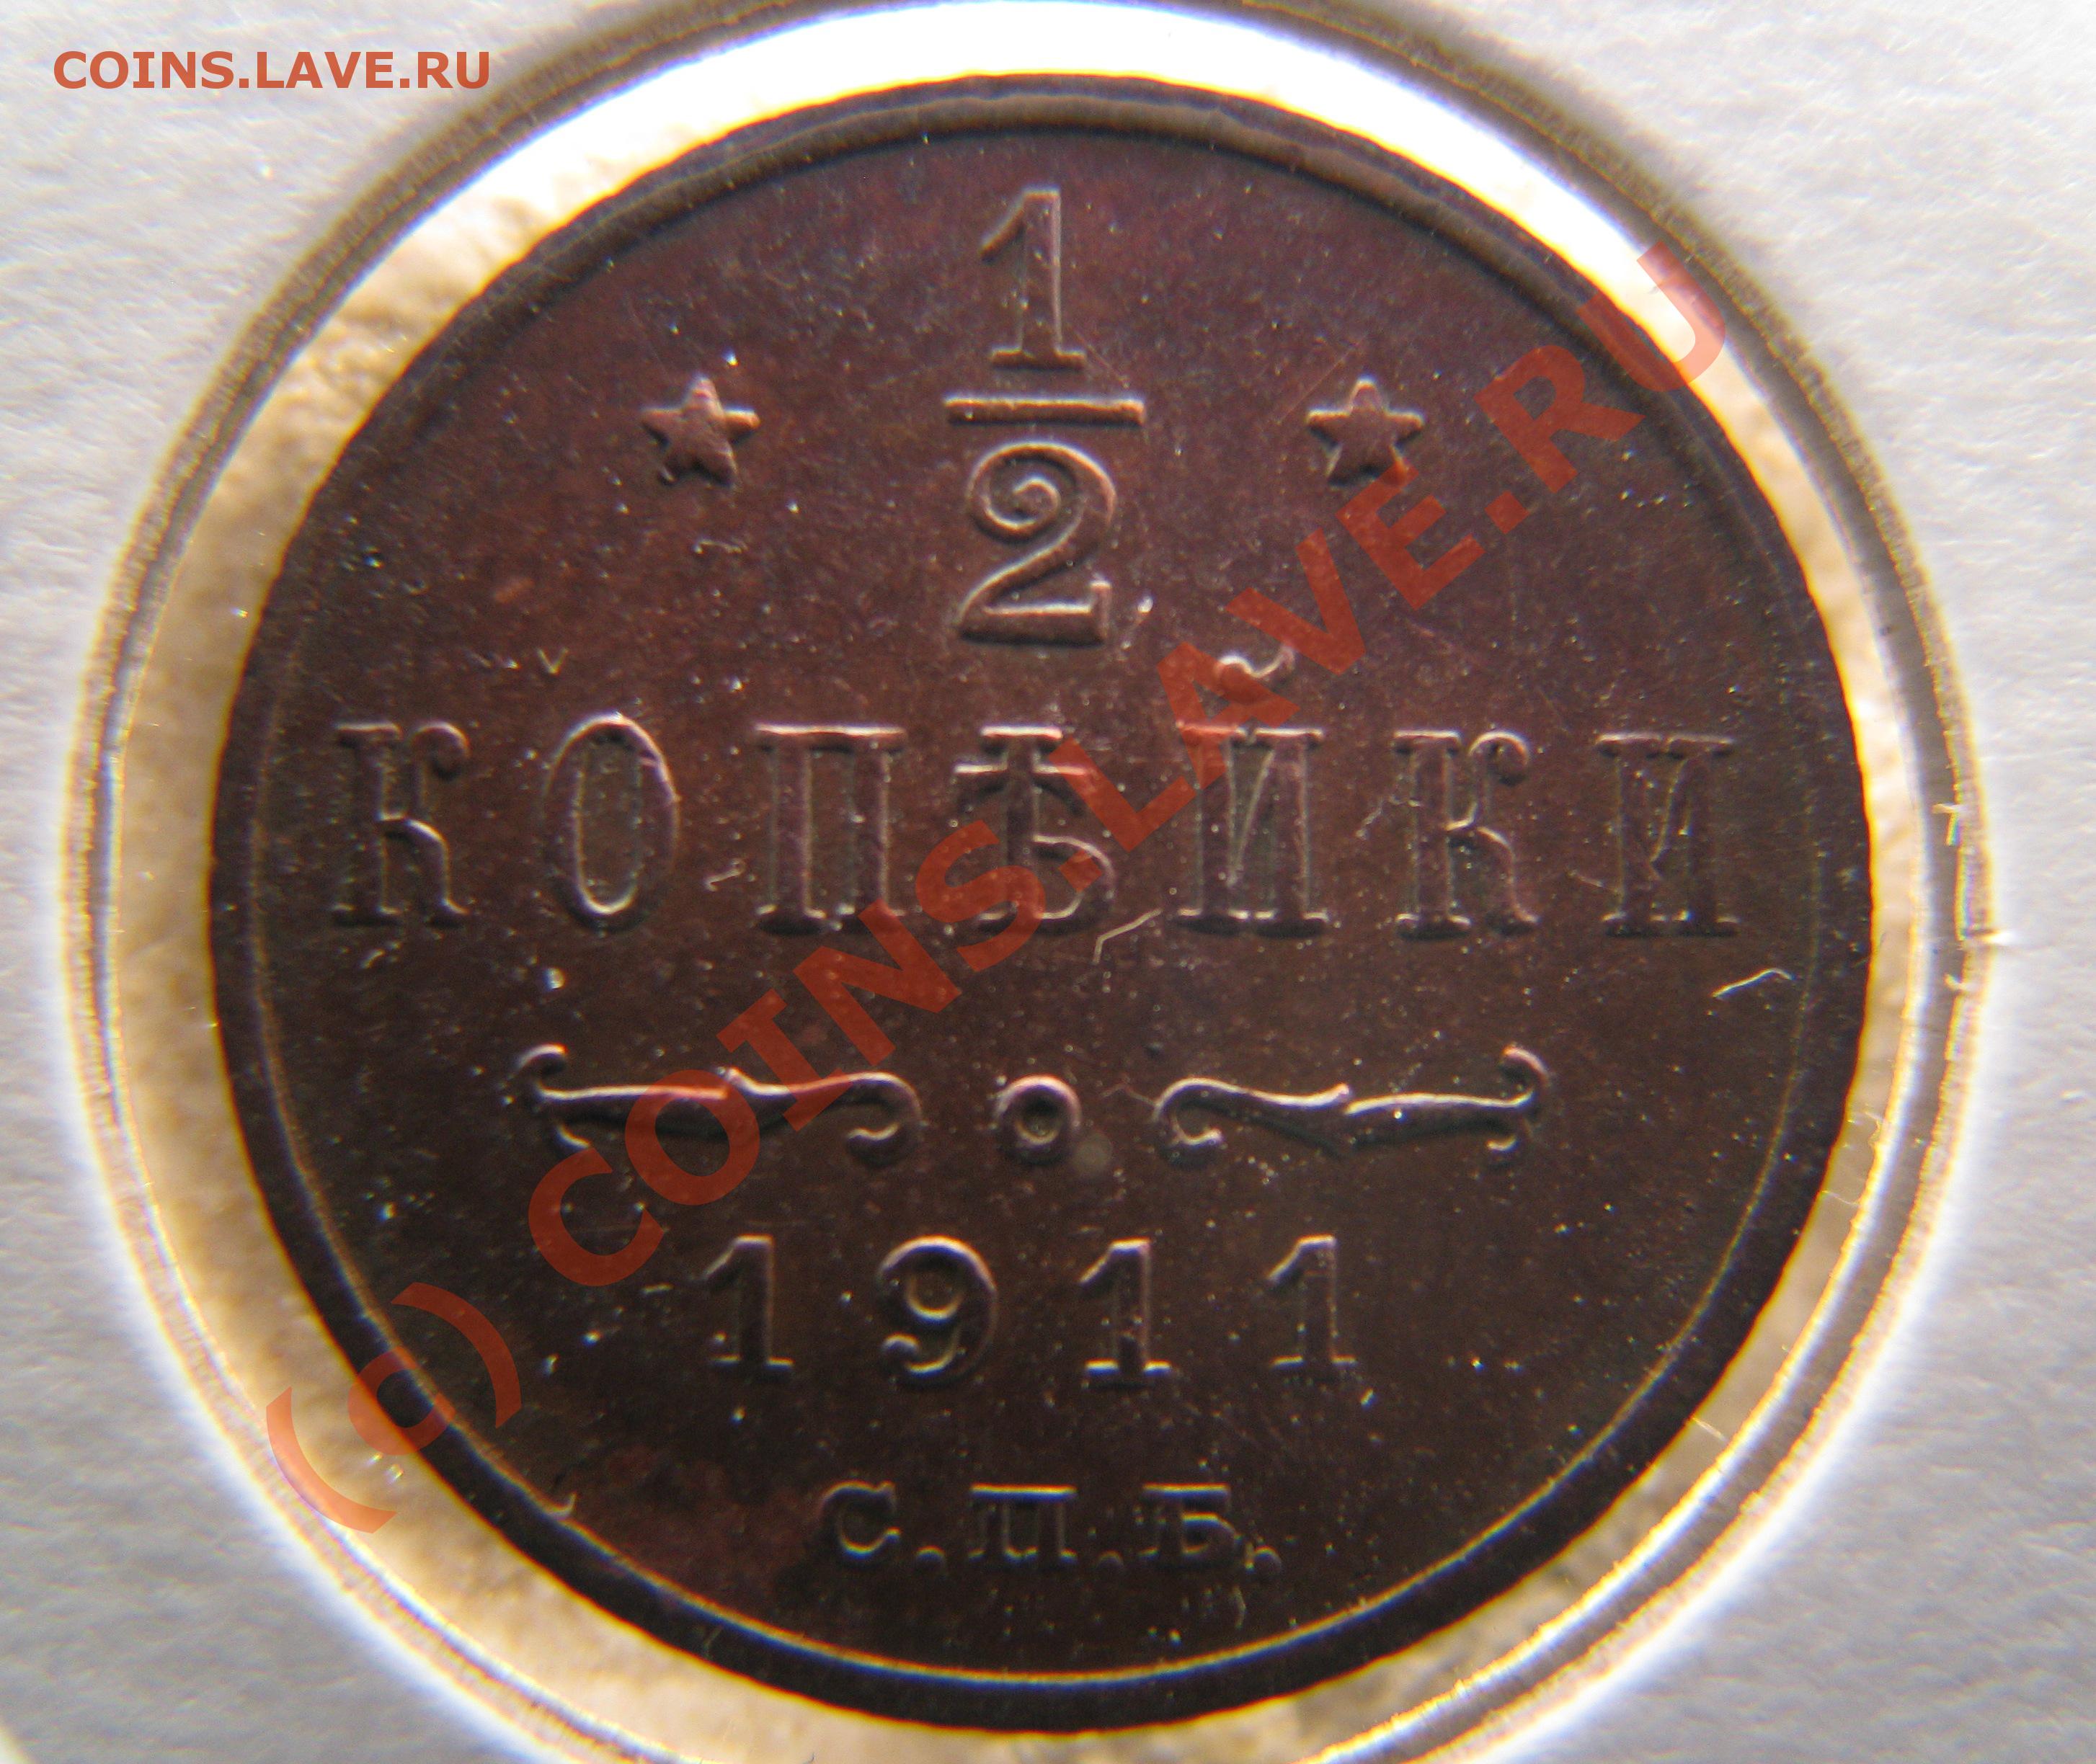 COINS.LAVE.RU
1
2
КОПѢЙКИ
1911
С.П.Б.
(c) COINS.LAVE.RU